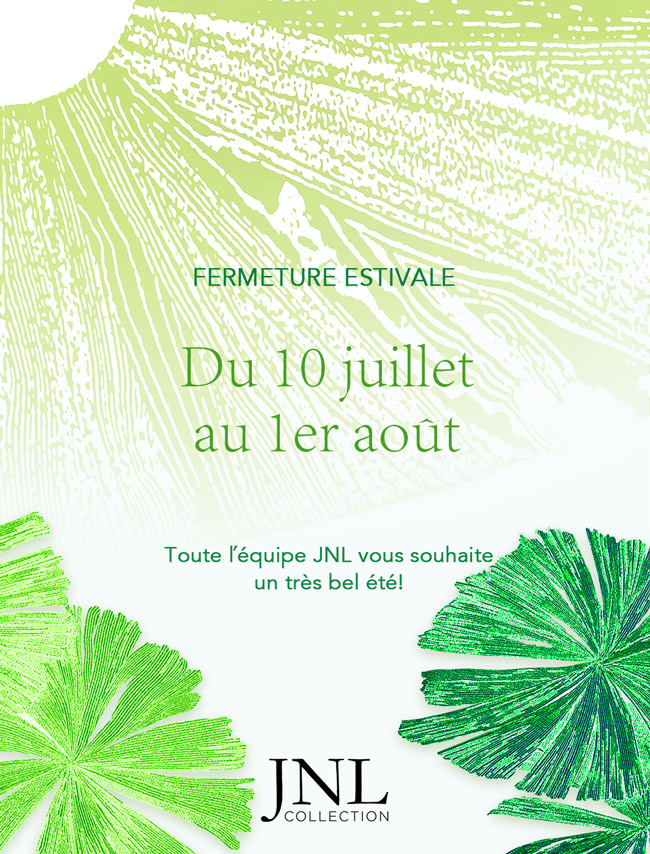 FERMETURE ESTIVALE
Du 10 juillet
au 1er août
Toute l'équipe JNL vous souhaite
un très bel été!
JNL
COLLECTION